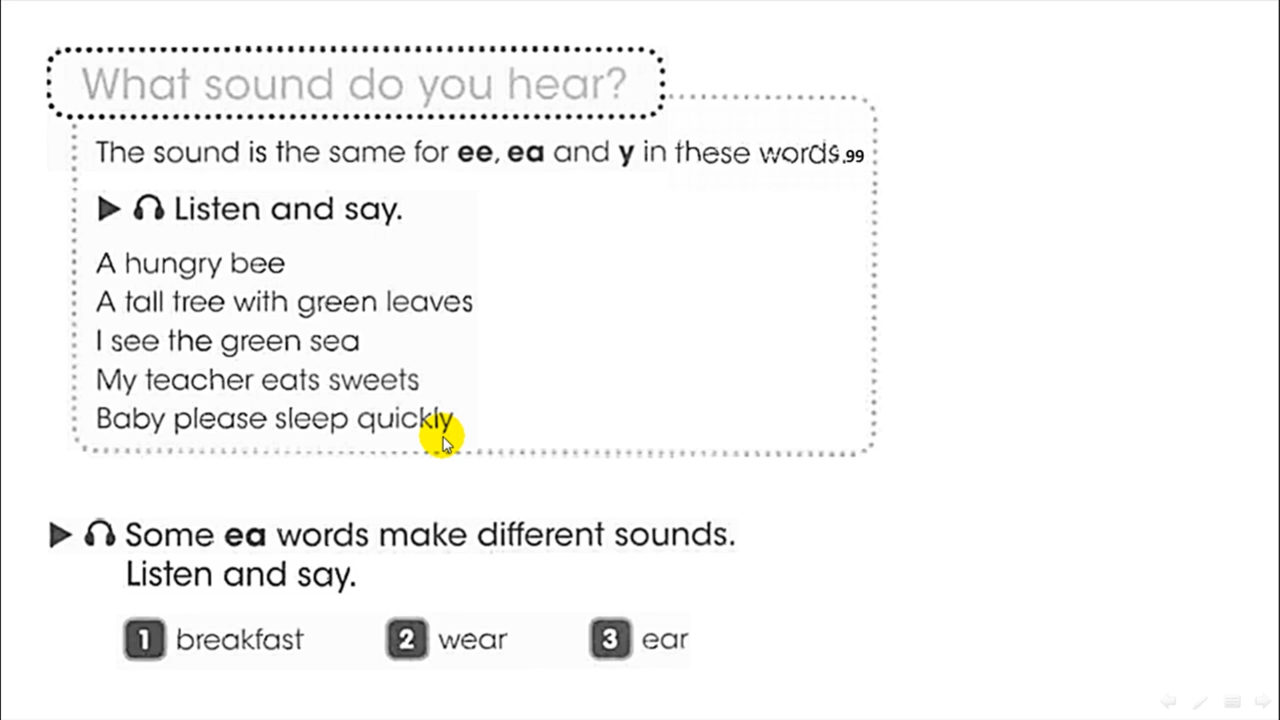 What sound do you hear?
The sound is the same for ee, ea and y in these words.99
Listen and say.
A hungry bee
A tall tree with green leaves
I see the green sea
My teacher eats sweets
Baby please sleep quickly
Some ea words make different sounds.
Listen and say.
1 breakfast 2 wear 3 ear